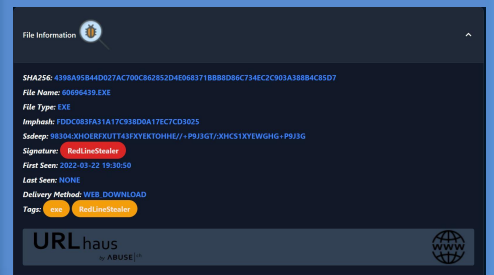 File Information
SHA256: 4398A95B44D027AC700C862852D4E068371BBB8D86C734EC2C903A388B4C85D7
File Name: 60696439.EXE
File Type: EXE
Imphash: FDDC083FA31A17C938D0A17EC7CD3025
Ssdeep: 98304:XHOERFXUTT43FXYEKTOHHE//+P9J3GT/:XHCS1XYEWGHG+P9J3G
Signature: RedLineStealer
First Seen: 2022-03-22 19:30:50
Last Seen: NONE
Delivery Method: WEB_DOWNLOAD
Tags: exe RedLineStealer
URLhaus
by ABUSE
WWW